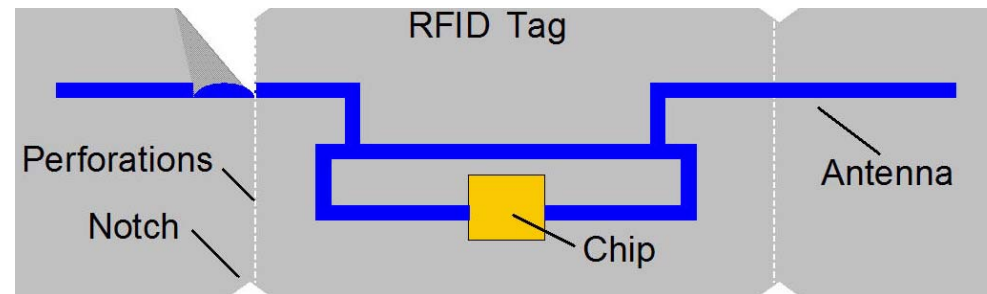 RFID Tag
Perforations
Antenna
Notch
Chip